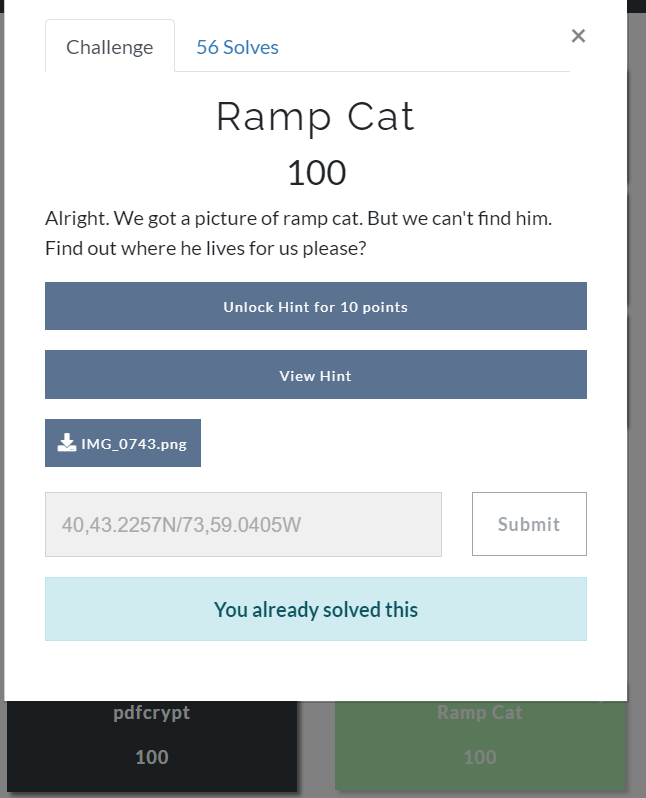 Challenge
56 Solves
×
Ramp Cat
100
Alright. We got a picture of ramp cat. But we can't find him.
Find out where he lives for us please?
Unlock Hint for 10 points
View Hint
IMG_0743.png
40,43.2257N/73,59.0405W
Submit
You already solved this
pdfcrypt
Ramp Cat
100
100